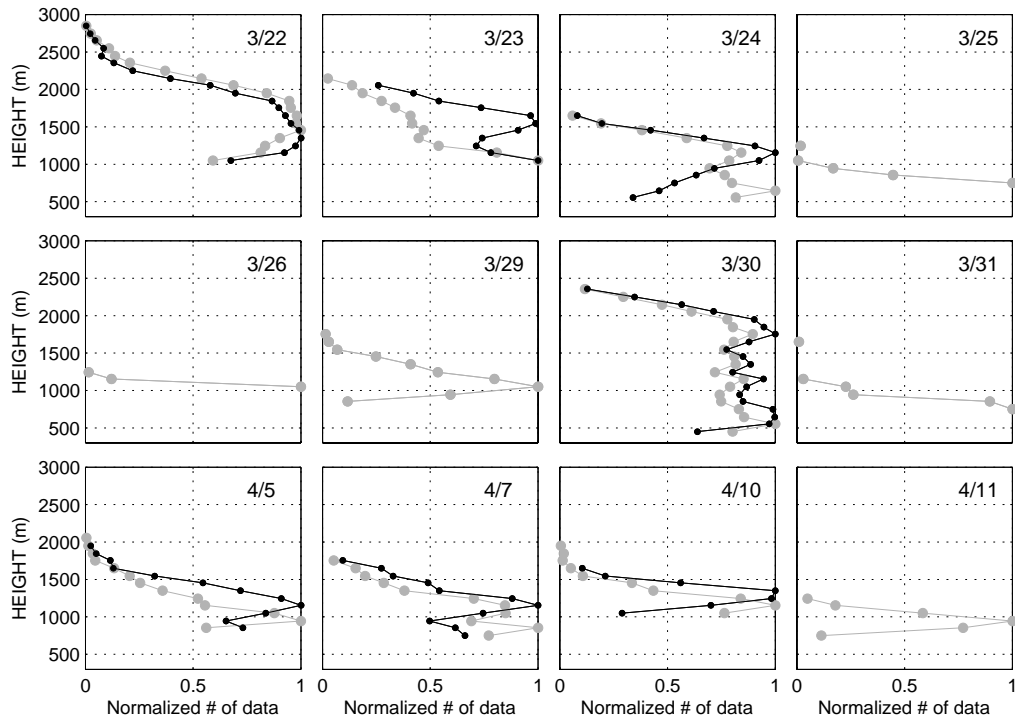 3000
2500
2000
1500
1000
500
HEIGHT (m)
3/22
3/23
3/24
3/25
3000
2500
2000
1500
1000
500
HEIGHT (m)
3/26
3/29
3/30
3/31
3000
2500
2000
1500
1000
500
HEIGHT (m)
4/5
4/7
4/10
4/11
0 0.5 1
0 0.5 1
0 0.5 1
0 0.5 1
Normalized # of data
Normalized # of data
Normalized # of data
Normalized # of data